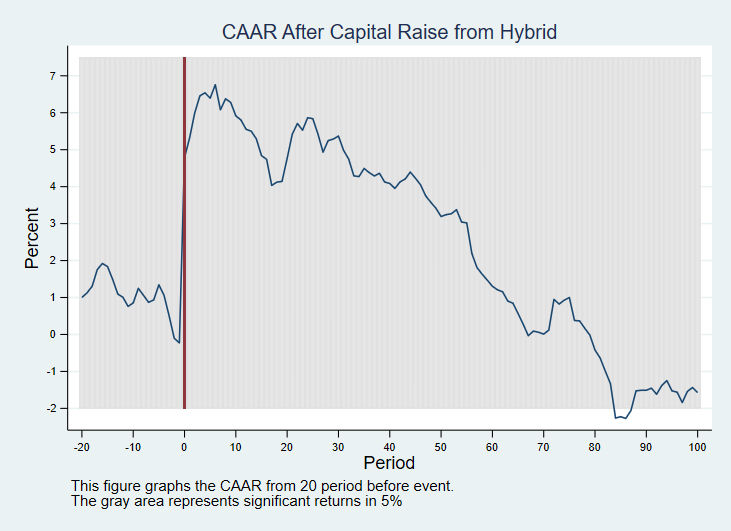 CAAR After Capital Raise from Hybrid
Percent
7
6
5
4
3
2
1
0
-1
-2
-20 -10 0 10 20 30 40 50 60 70 80 90 100
Period
This figure graphs the CAAR from 20 period before event.
The gray area represents significant returns in 5%